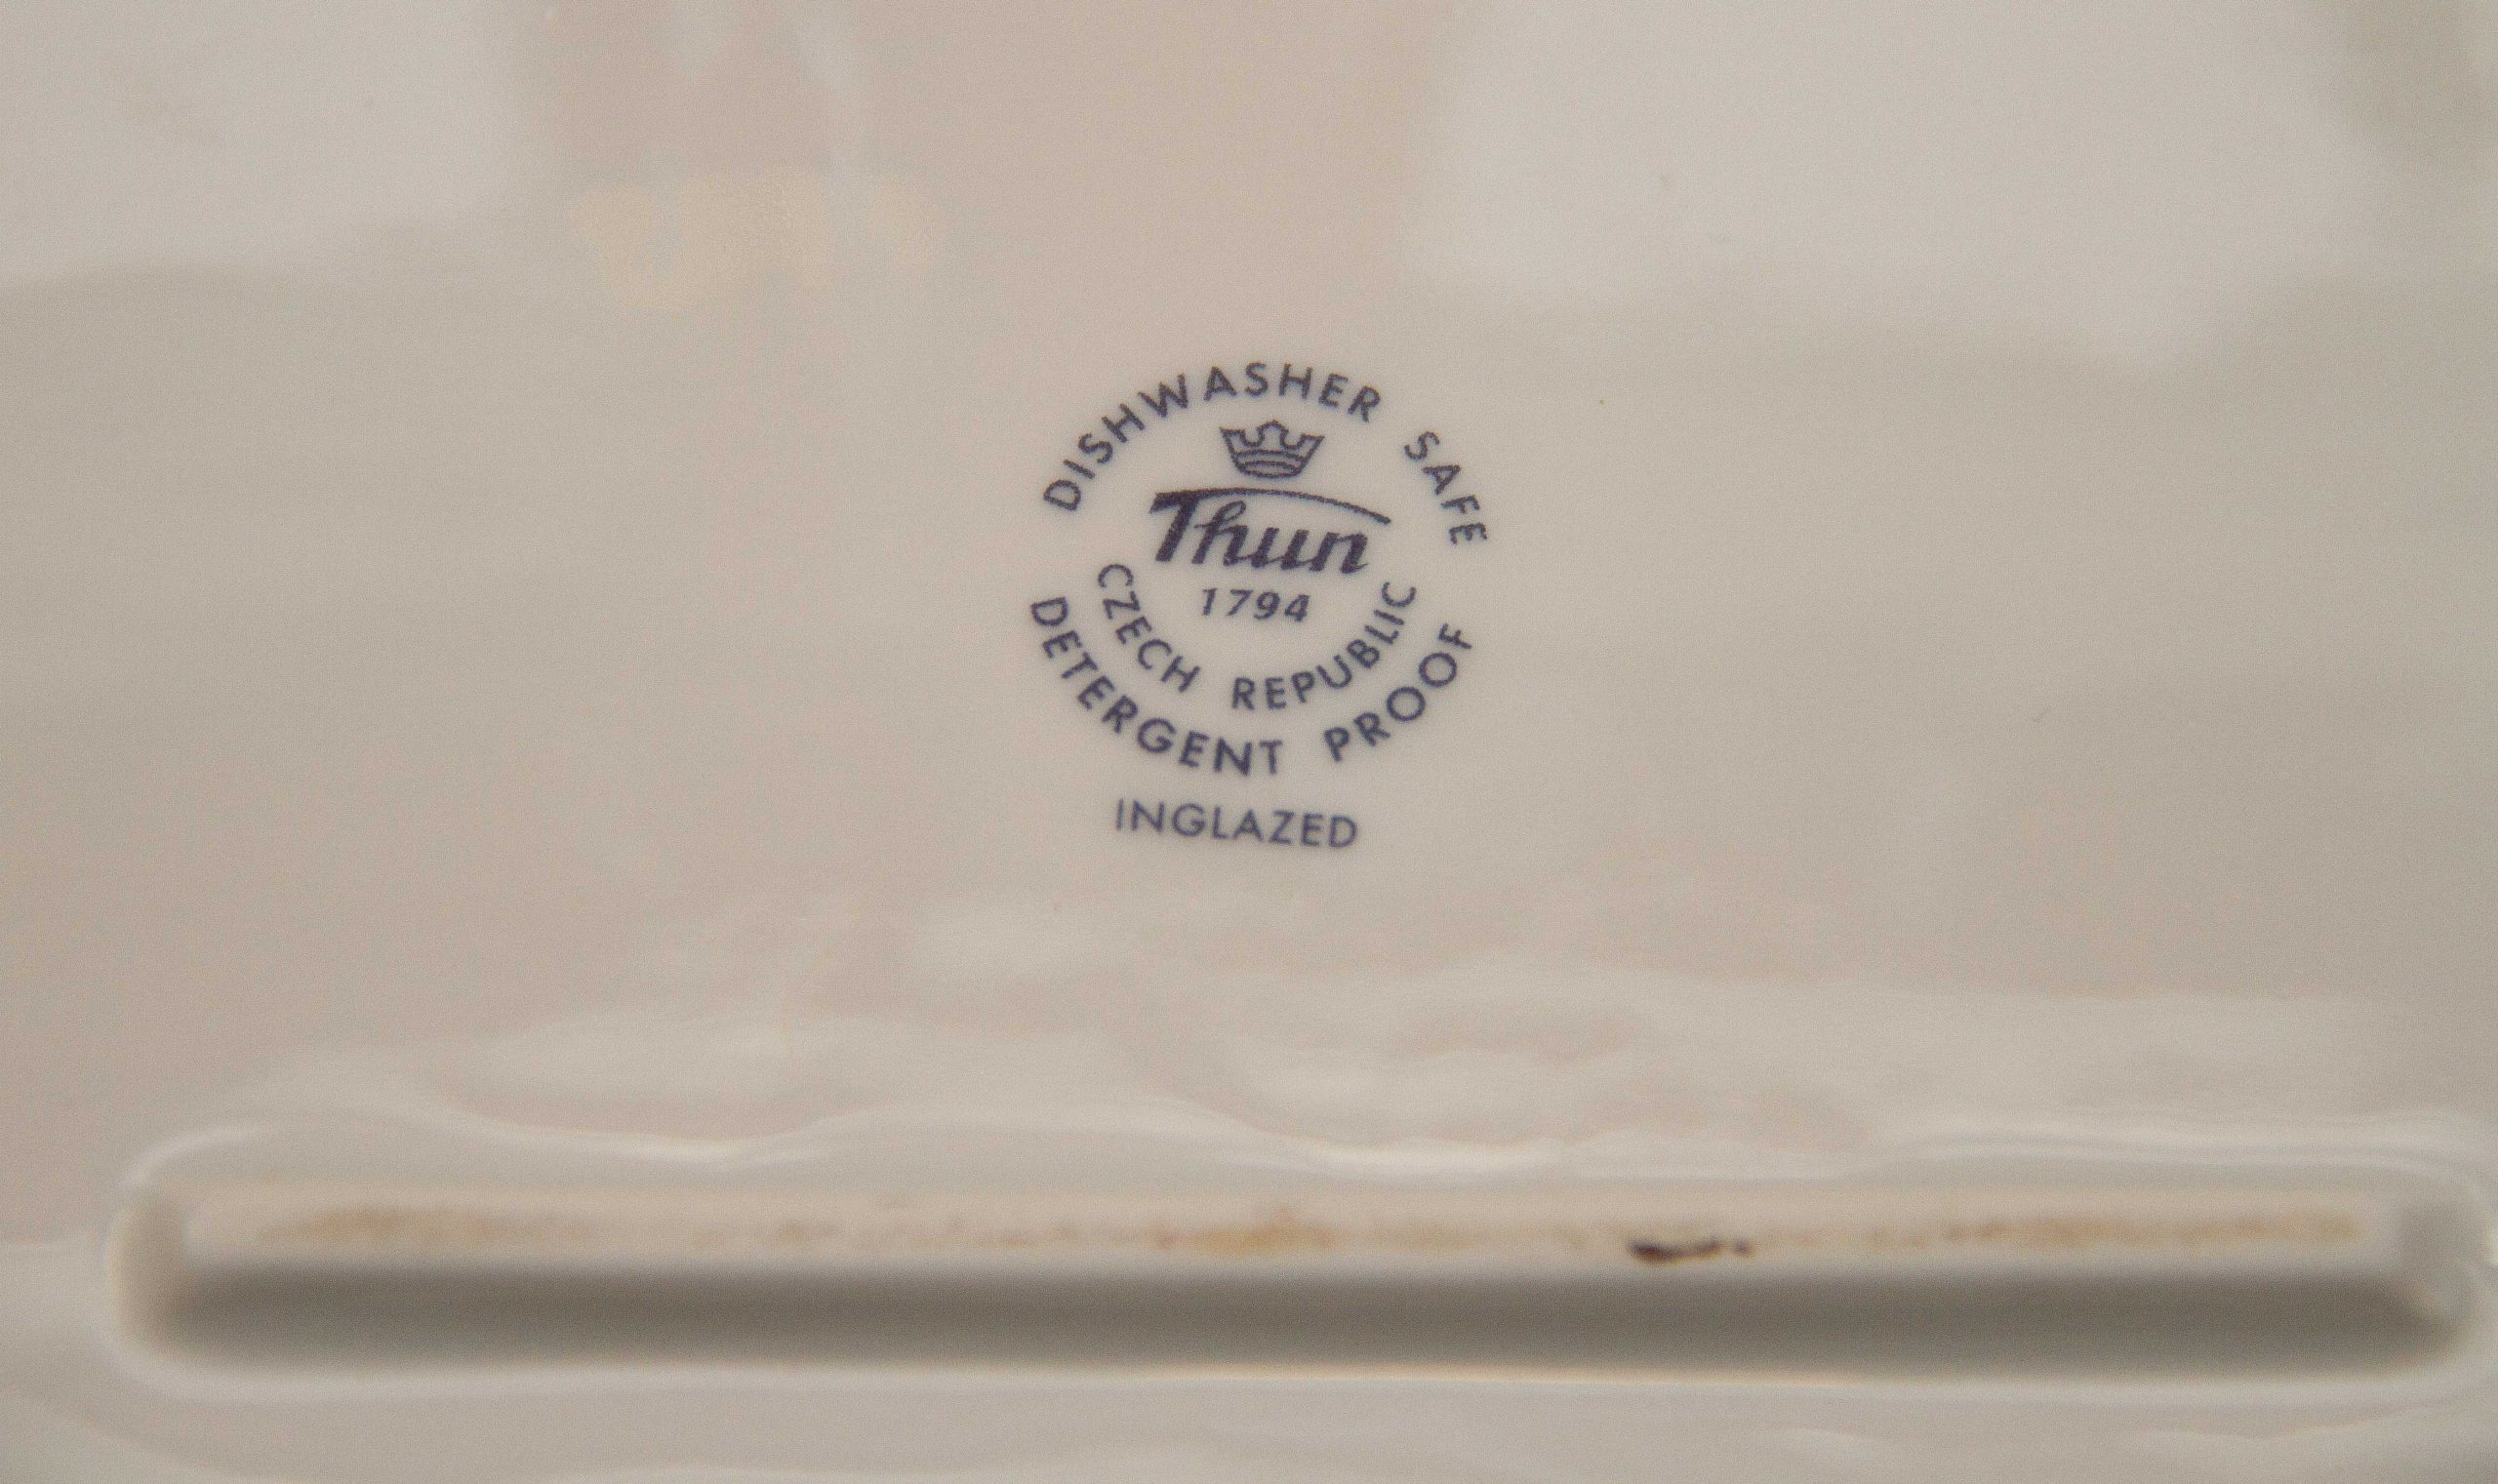 DISHWASHER SAFE
Thun
1794
CZECH REPUBLIC
DETERGENT PROOF
INGLAZED